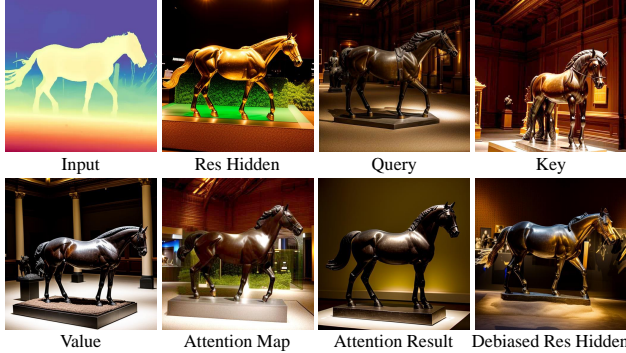 Input
Res Hidden
Query
Key
Value
Attention Map
Attention Result
Debiased Res Hidden